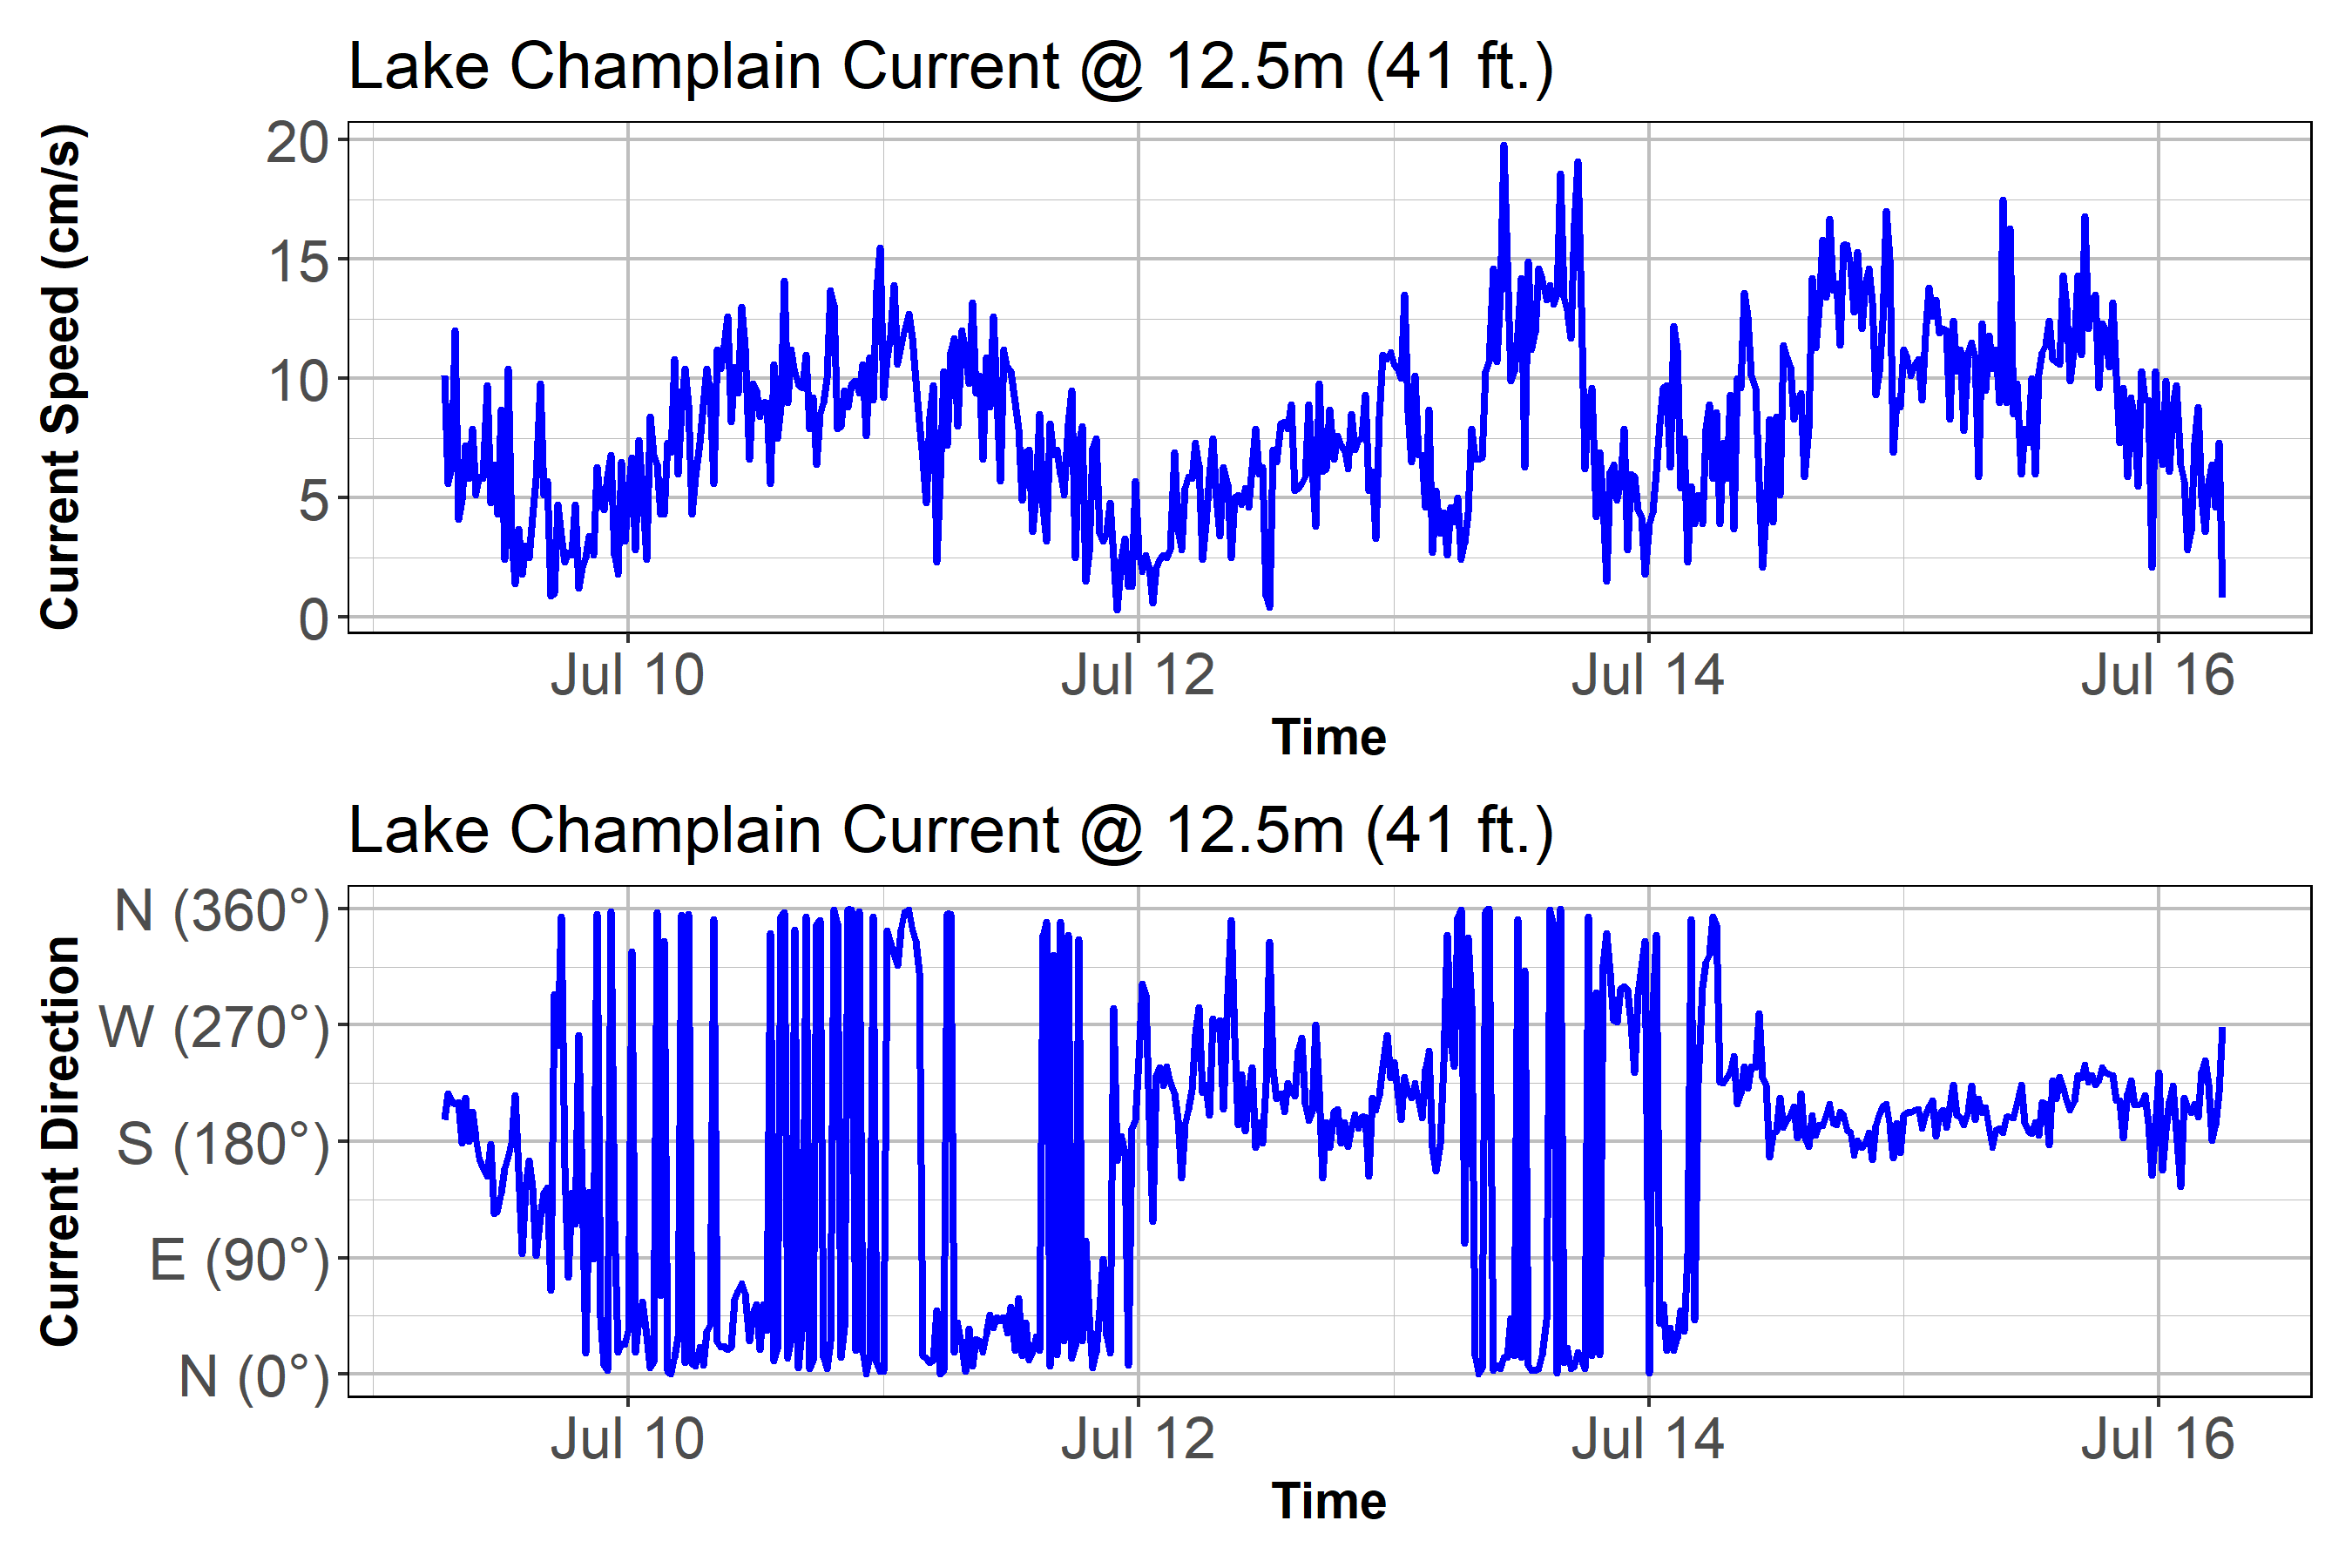 Lake Champlain Current @ 12.5m (41 ft.)
Current Speed (cm/s)
20
15
10
5
0
Jul 10
Jul 12
Jul 14
Jul 16
Time
Lake Champlain Current @ 12.5m (41 ft.)
Current Direction
N (360°)
W (270°)
S (180°)
E (90°)
N (0°)
Jul 10
Jul 12
Jul 14
Jul 16
Time